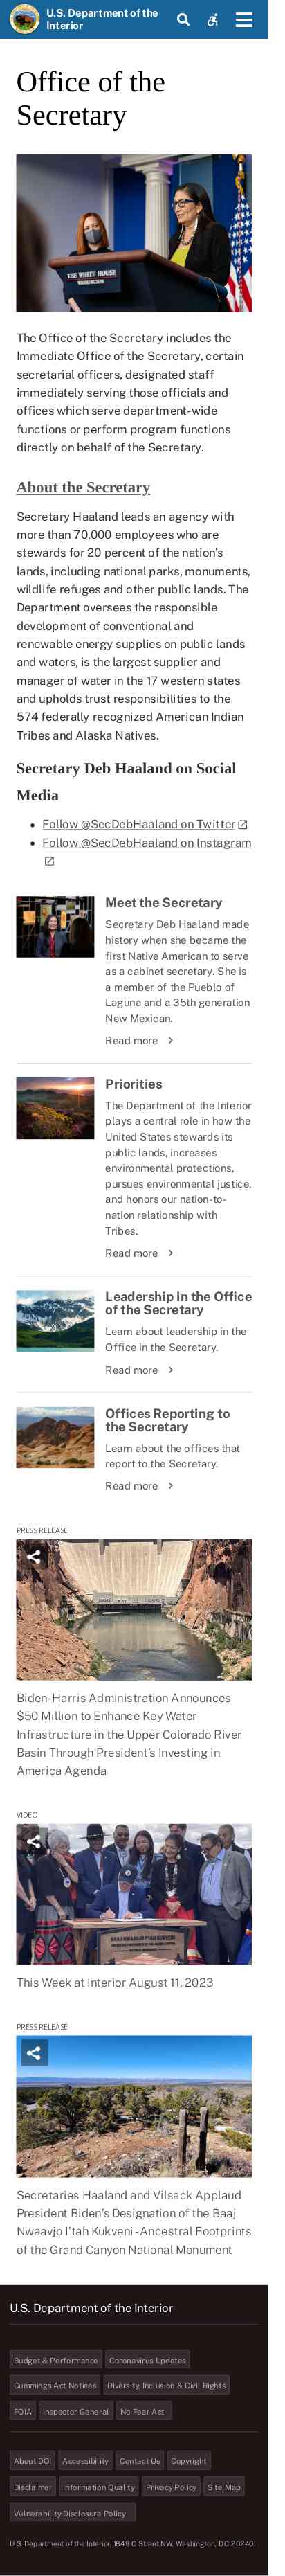 U.S. Department of the
Interior
Office of the
Secretary
THE WHITE HOUSE
WASHINGTON
The Office of the Secretary includes the
Immediate Office of the Secretary, certain
secretarial officers, designated staff
immediately serving those officials and
offices which serve department-wide
functions or perform program functions
directly on behalf of the Secretary.
About the Secretary
Secretary Haaland leads an agency with
more than 70,000 employees who are
stewards for 20 percent of the nation's
lands, including national parks, monuments,
wildlife refuges and other public lands. The
Department oversees the responsible
development of conventional and
renewable energy supplies on public lands
and waters, is the largest supplier and
manager of water in the 17 western states
and upholds trust responsibilities to the
574 federally recognized American Indian
Tribes and Alaska Natives.
Secretary Deb Haaland on Social
Media
Follow @SecDebHaaland on Twitter
Follow @SecDebHaaland on Instagram
Meet the Secretary
Secretary Deb Haaland made
history when she became the
first Native American to serve
as a cabinet secretary. She is
a member of the Pueblo of
Laguna and a 35th generation
New Mexican.
Read more
Priorities
The Department of the Interior
plays a central role in how the
United States stewards its
public lands, increases
environmental protections,
pursues environmental justice,
and honors our nation-to-
nation relationship with
Tribes.
Read more
Leadership in the Office
of the Secretary
Learn about leadership in the
Office in the Secretary.
Read more
Offices Reporting to
the Secretary
Learn about the offices that
report to the Secretary.
Read more
PRESS RELEASE
Biden-Harris Administration Announces
$50 Million to Enhance Key Water
Infrastructure in the Upper Colorado River
Basin Through President's Investing in
America Agenda
VIDEO
This Week at Interior August 11, 2023
PRESS RELEASE
Secretaries Haaland and Vilsack Applaud
President Biden's Designation of the Baaj
Nwaavjo I'tah Kukveni - Ancestral Footprints
of the Grand Canyon National Monument
U.S. Department of the Interior
Budget & Performance Coronavirus Updates
Cummings Act Notices Diversity, Inclusion & Civil Rights
FOIA Inspector General No Fear Act
About DOI Accessibility Contact Us Copyright
Disclaimer Information Quality Privacy Policy Site Map
Vulnerability Disclosure Policy
U.S. Department of the Interior, 1849 C Street NW, Washington, DC 20240.